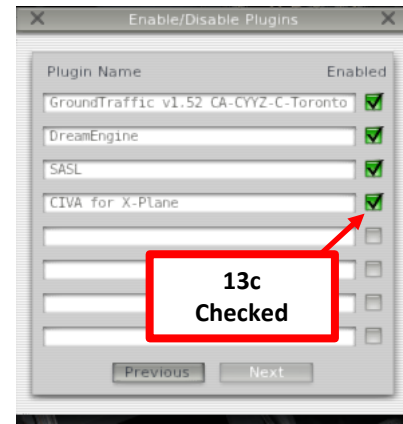 Enable/Disable Plugins
Plugin Name Enabled
GroundTraffic v1.52 CA-CYYZ-C-Toronto
DreamEngine
SASL
CIVA for X-Plane
13c
Checked
Previous Next